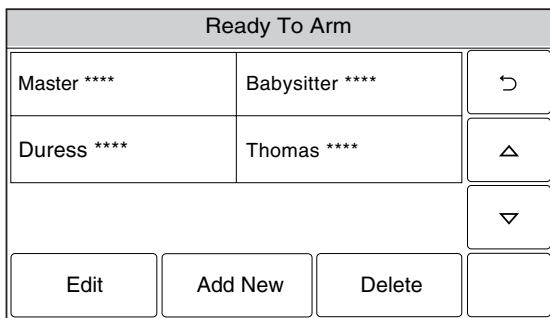 Ready To Arm
Master **** Babysitter ****
Duress **** Thomas ****
Edit Add New Delete